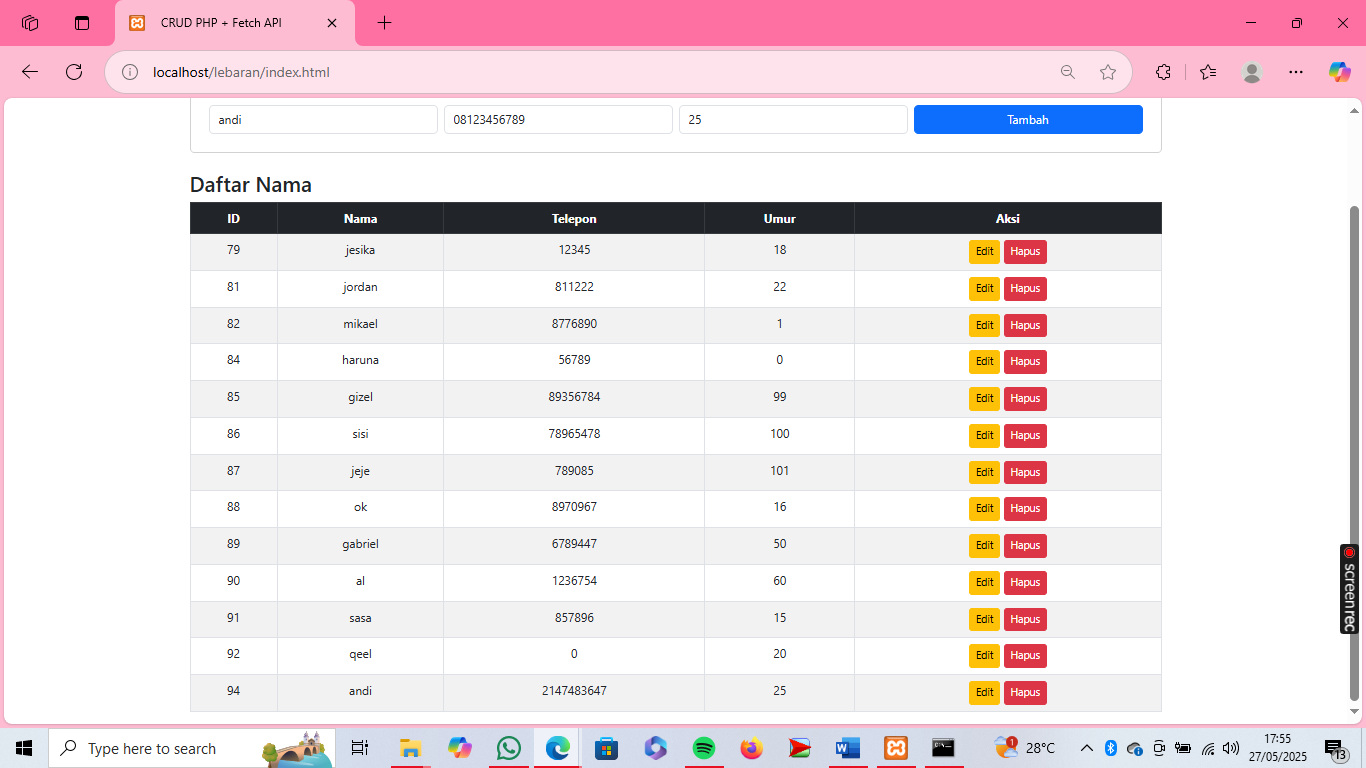 CRUD PHP + Fetch API
localhost/lebaran/index.html
andi 08123456789 25 Tambah
Daftar Nama
ID Nama Telepon Umur Aksi
79 jesika 12345 18 Edit Hapus
81 jordan 811222 22 Edit Hapus
82 mikael 8776890 1 Edit Hapus
84 haruna 56789 0 Edit Hapus
85 gizel 89356784 99 Edit Hapus
86 sisi 78965478 100 Edit Hapus
87 jeje 789085 101 Edit Hapus
88 ok 8970967 16 Edit Hapus
89 gabriel 6789447 50 Edit Hapus
90 al 1236754 60 Edit Hapus
91 sasa 857896 15 Edit Hapus
92 qeel 0 20 Edit Hapus
94 andi 2147483647 25 Edit Hapus
screen rec
Type here to search 28°C 17:55
27/05/2025 13